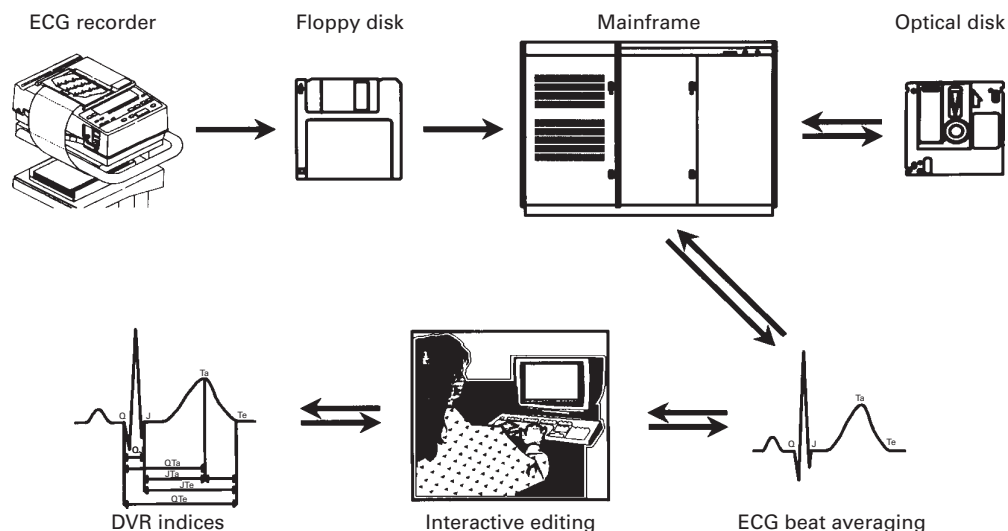 ECG recorder
Floppy disk
Mainframe
Optical disk
Ta
Q
J
Te
QTa
JTa
JTe
QTe
Ta
Q
J
Te
DVR indices
Interactive editing
ECG beat averaging